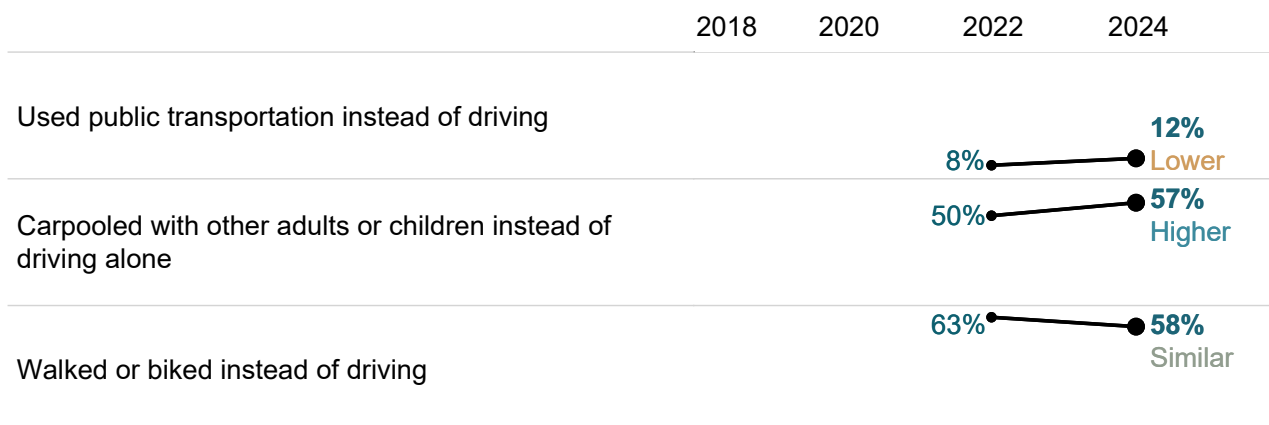 2018 2020 2022 2024
Used public transportation instead of driving
12%
8% Lower
Carpooled with other adults or children instead of
driving alone
50% 57%
Higher
Walked or biked instead of driving
63% 58%
Similar